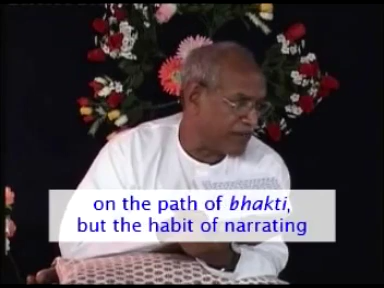 on the path of bhakti,
but the habit of narrating